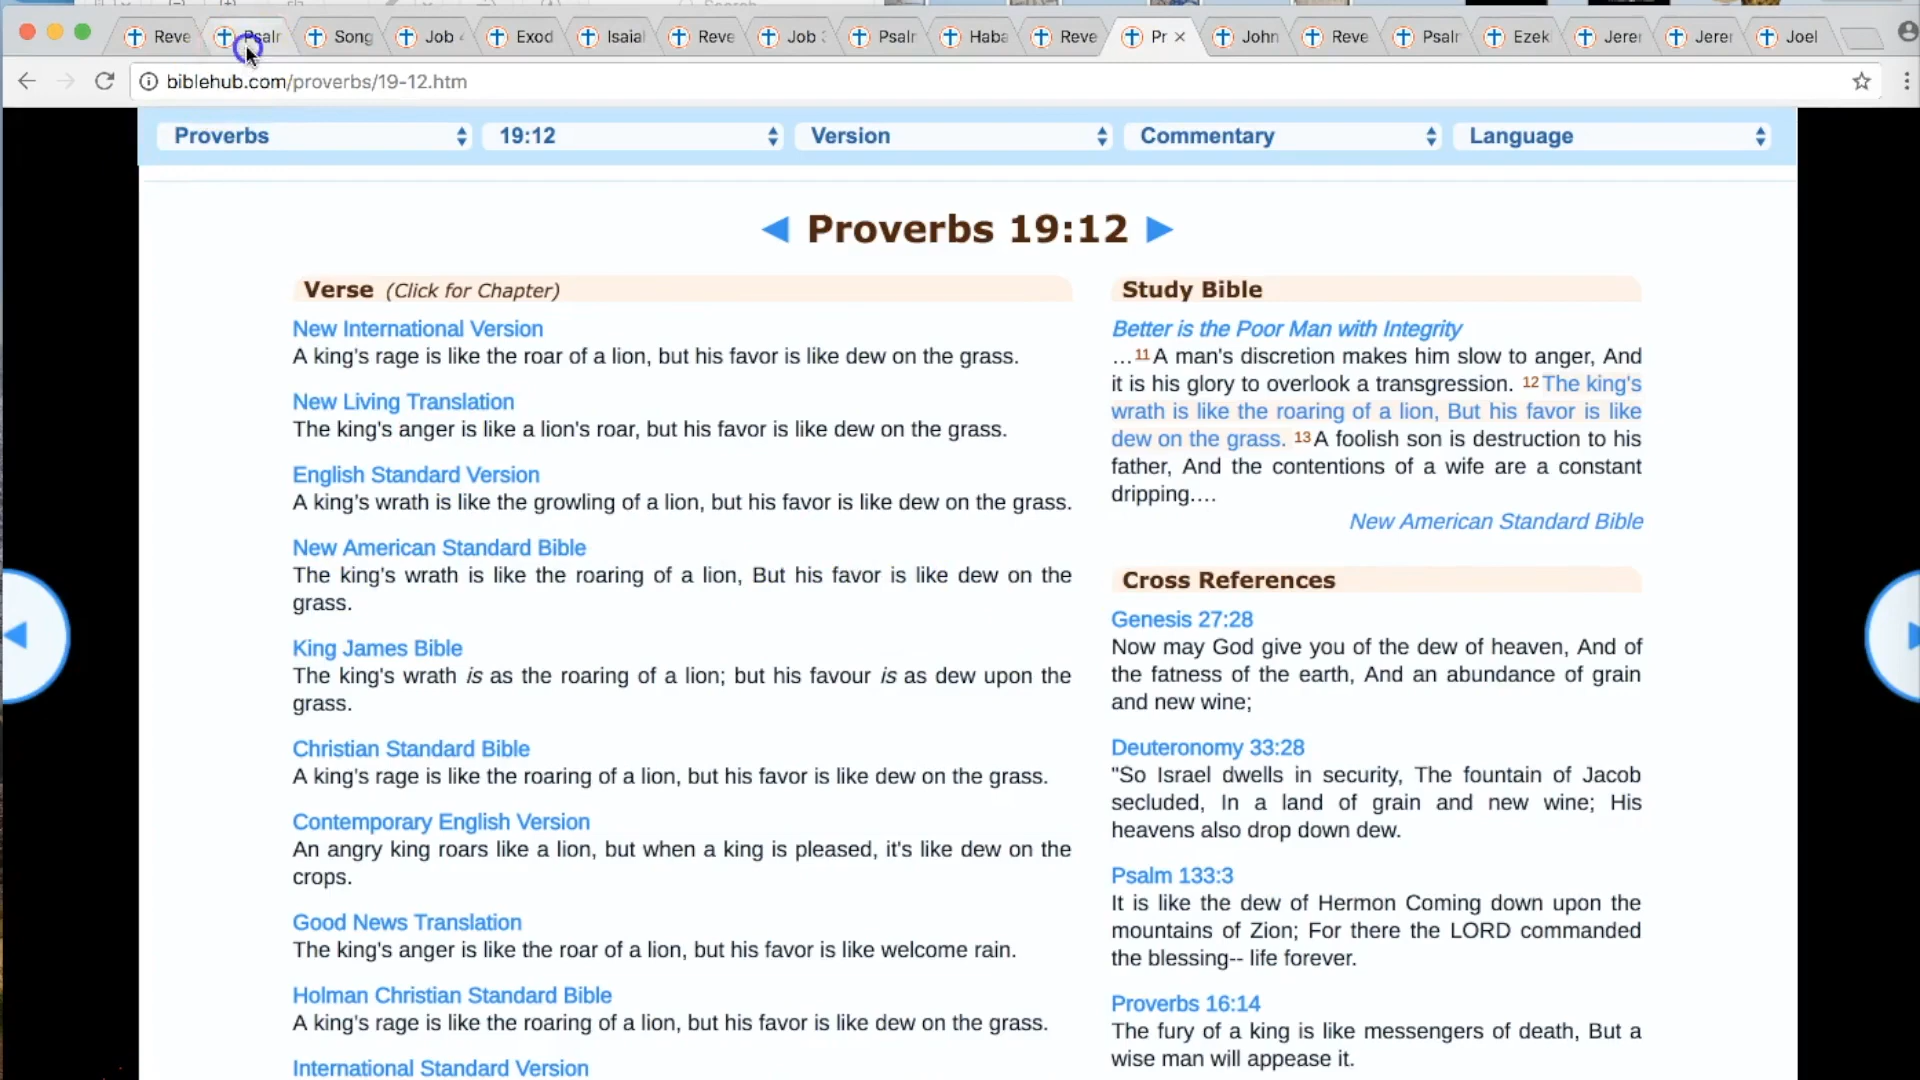 Reve
Psalr
Song
Job
Exod
Isaial
Reve
Job
Psalr
Haba
Reve
Pr
John
Reve
Psalr
Ezek
Jerer
Jerer
Joel
biblehub.com/proverbs/19-12.htm
Proverbs
19:12
Version
Commentary
Language
Proverbs 19:12
Verse (Click for Chapter)
New International Version
A king's rage is like the roar of a lion, but his favor is like dew on the grass.
New Living Translation
The king's anger is like a lion's roar, but his favor is like dew on the grass.
English Standard Version
A king's wrath is like the growling of a lion, but his favor is like dew on the grass.
New American Standard Bible
The king's wrath is like the roaring of a lion, But his favor is like dew on the
grass.
King James Bible
The king's wrath is as the roaring of a lion; but his favour is as dew upon the
grass.
Christian Standard Bible
A king's rage is like the roaring of a lion, but his favor is like dew on the grass.
Contemporary English Version
An angry king roars like a lion, but when a king is pleased, it's like dew on the
crops.
Good News Translation
The king's anger is like the roar of a lion, but his favor is like welcome rain.
Holman Christian Standard Bible
A king's rage is like the roaring of a lion, but his favor is like dew on the grass.
International Standard Version
Study Bible
Better is the Poor Man with Integrity
…11A man's discretion makes him slow to anger, And
it is his glory to overlook a transgression. 12The king's
wrath is like the roaring of a lion, But his favor is like
dew on the grass. 13A foolish son is destruction to his
father, And the contentions of a wife are a constant
dripping.…
New American Standard Bible
Cross References
Genesis 27:28
Now may God give you of the dew of heaven, And of
the fatness of the earth, And an abundance of grain
and new wine;
Deuteronomy 33:28
"So Israel dwells in security, The fountain of Jacob
secluded, In a land of grain and new wine; His
heavens also drop down dew.
Psalm 133:3
It is like the dew of Hermon Coming down upon the
mountains of Zion; For there the LORD commanded
the blessing-- life forever.
Proverbs 16:14
The fury of a king is like messengers of death, But a
wise man will appease it.